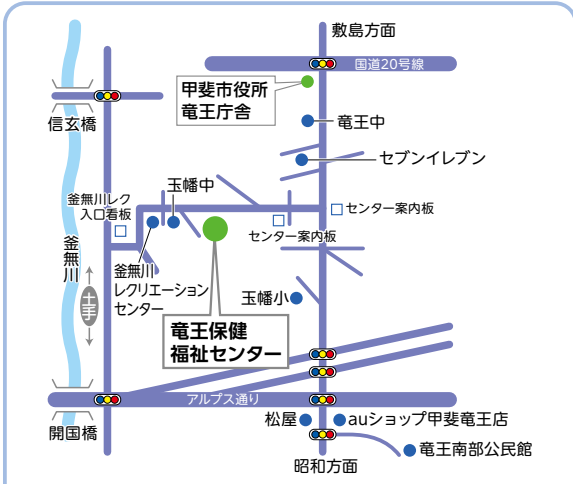 敷島方面
国道20号線
甲斐市役所
竜王庁舎
竜王中
信玄橋
セブンイレブン
玉幡中
釜無川レク
入口看板
センター案内板
センター案内板
釜無川
釜無川
レクリエーション
センター
土手
玉幡小
竜王保健
福祉センター
アルプス通り
開国橋
松屋
auショップ甲斐竜王店
竜王南部公民館
昭和方面